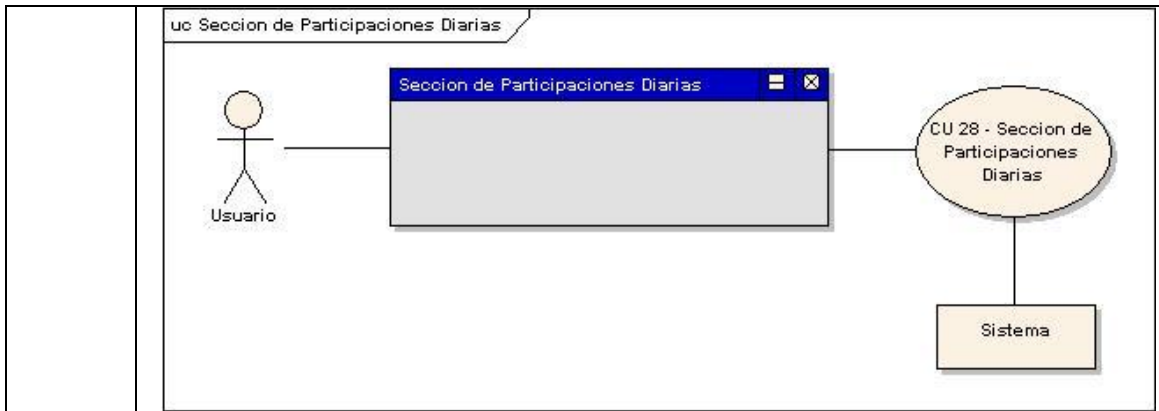 uc Seccion de Participaciones Diarias
Seccion de Participaciones Diarias
Usuario
CU 28 - Seccion de
Participaciones
Diarias
Sistema